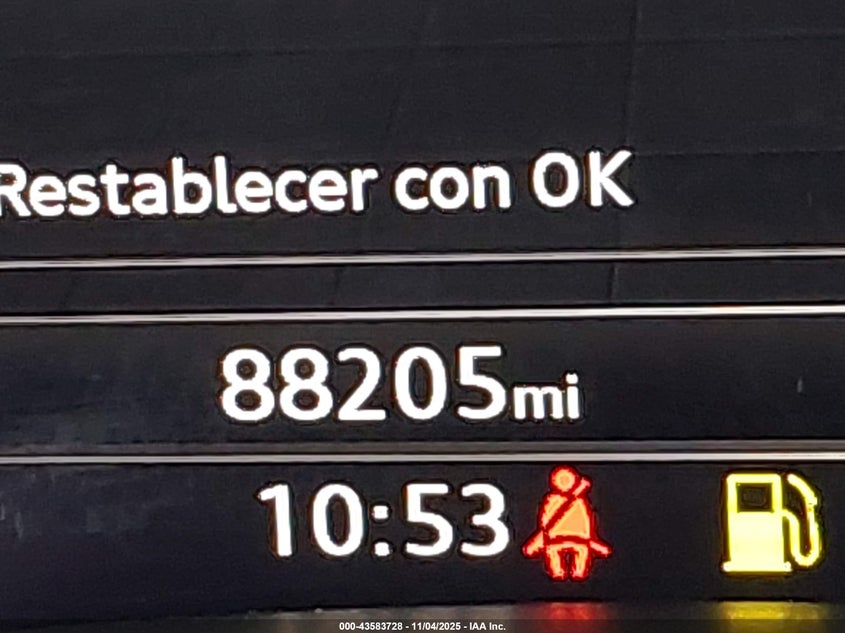 Restablecer con OK
88205mi
10:53
000-43583728 - 11/04/2025 - IAA Inc.